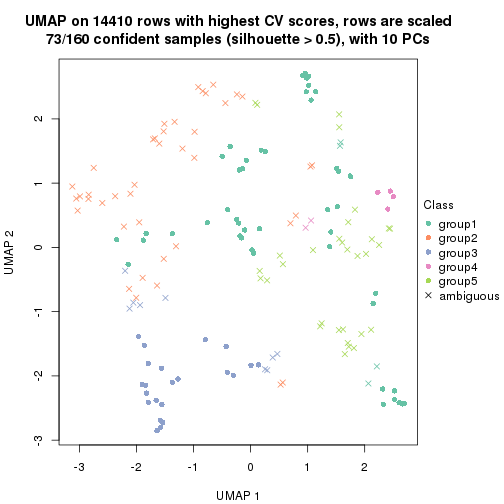 UMAP on 14410 rows with highest CV scores, rows are scaled
73/160 confident samples (silhouette > 0.5), with 10 PCs
UMAP 2
2
1
0
-1
-2
-3
-3
-2
-1
0
1
2
UMAP 1
Class
group1
group2
group3
group4
group5
ambiguous